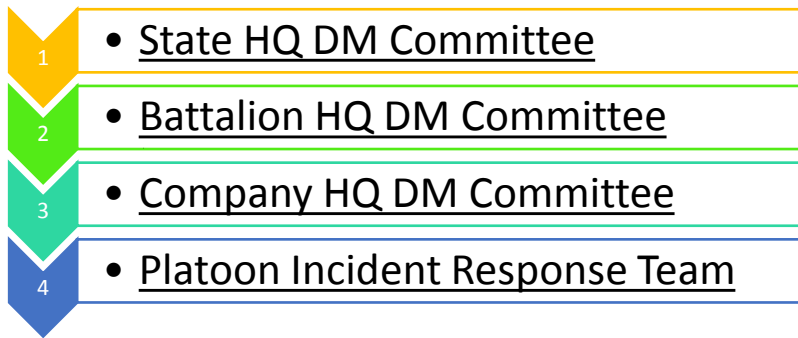 1 • State HQ DM Committee
2 • Battalion HQ DM Committee
3 • Company HQ DM Committee
4 • Platoon Incident Response Team